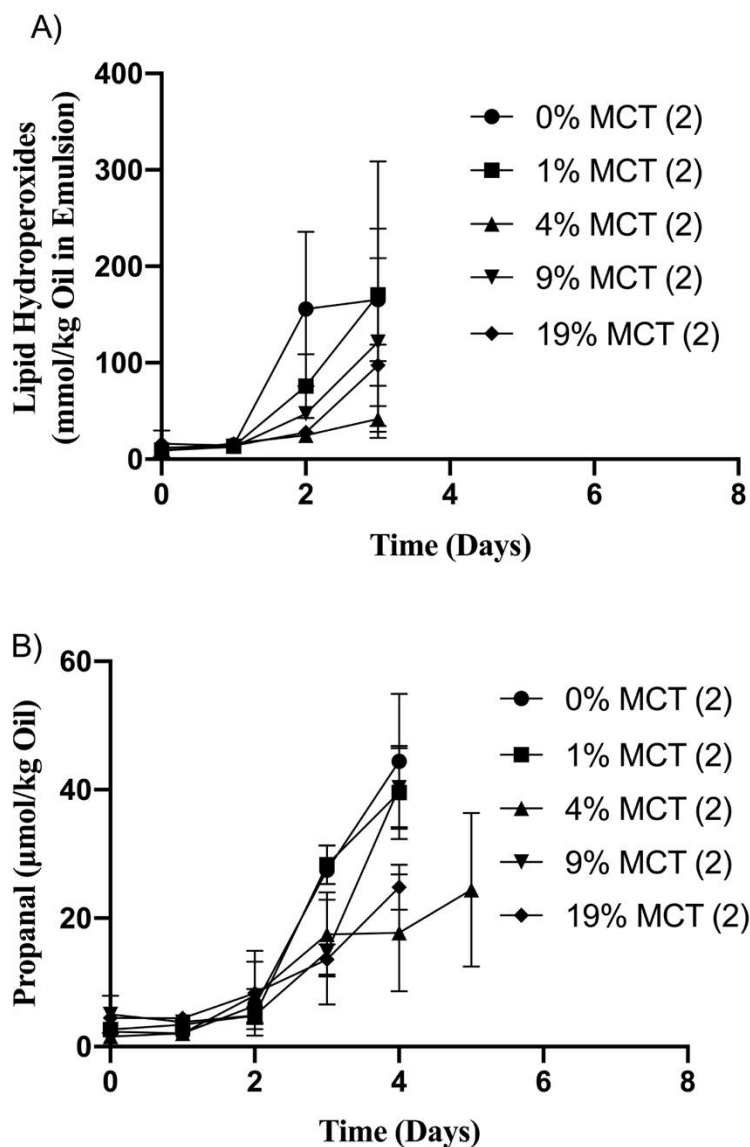 A)
400
300
200
100
0
Lipid Hydroperoxides
(mmol/kg Oil in Emulsion)
0% MCT (2)
1% MCT (2)
4% MCT (2)
9% MCT (2)
19% MCT (2)
0 2 4 6 8
Time (Days)
B)
60
40
20
0
Propanal (μmol/kg Oil)
0% MCT (2)
1% MCT (2)
4% MCT (2)
9% MCT (2)
19% MCT (2)
0 2 4 6 8
Time (Days)